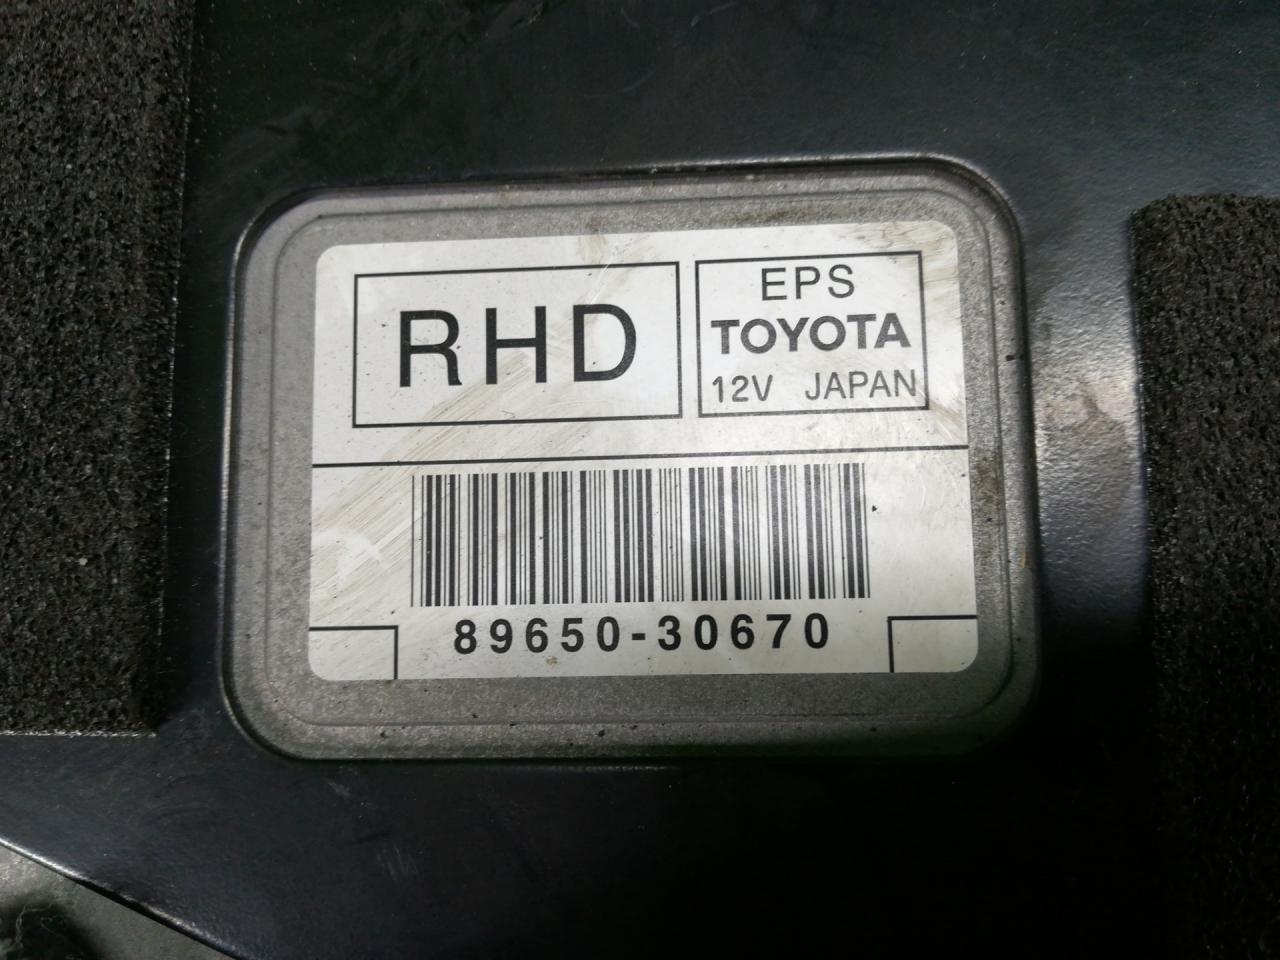 RHD
EPS
TOYOTA
12V JAPAN
89650-30670